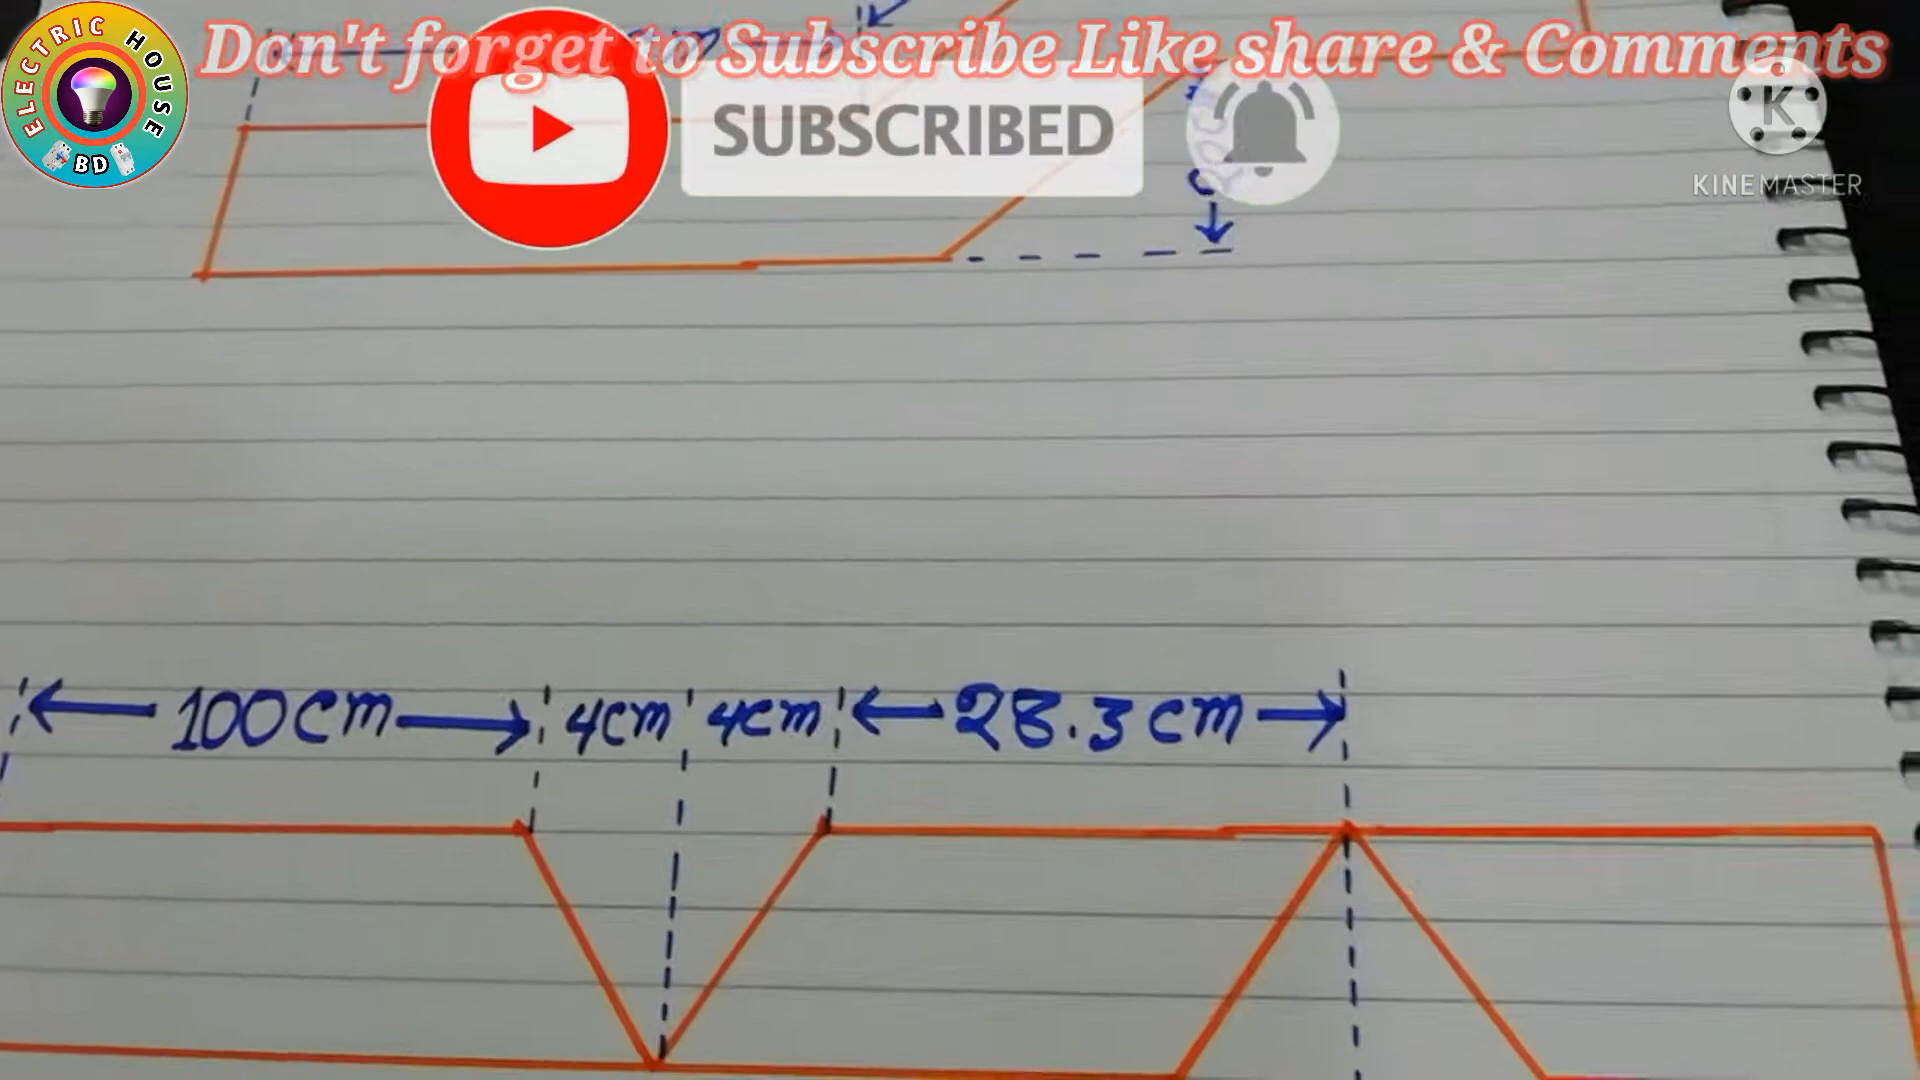 ELECTRIC HOUSE
BD
Don't forget to Subscribe Like share & Comments
SUBSCRIBED
K
KINEMASTER
100cm 4cm 4cm 28.3cm